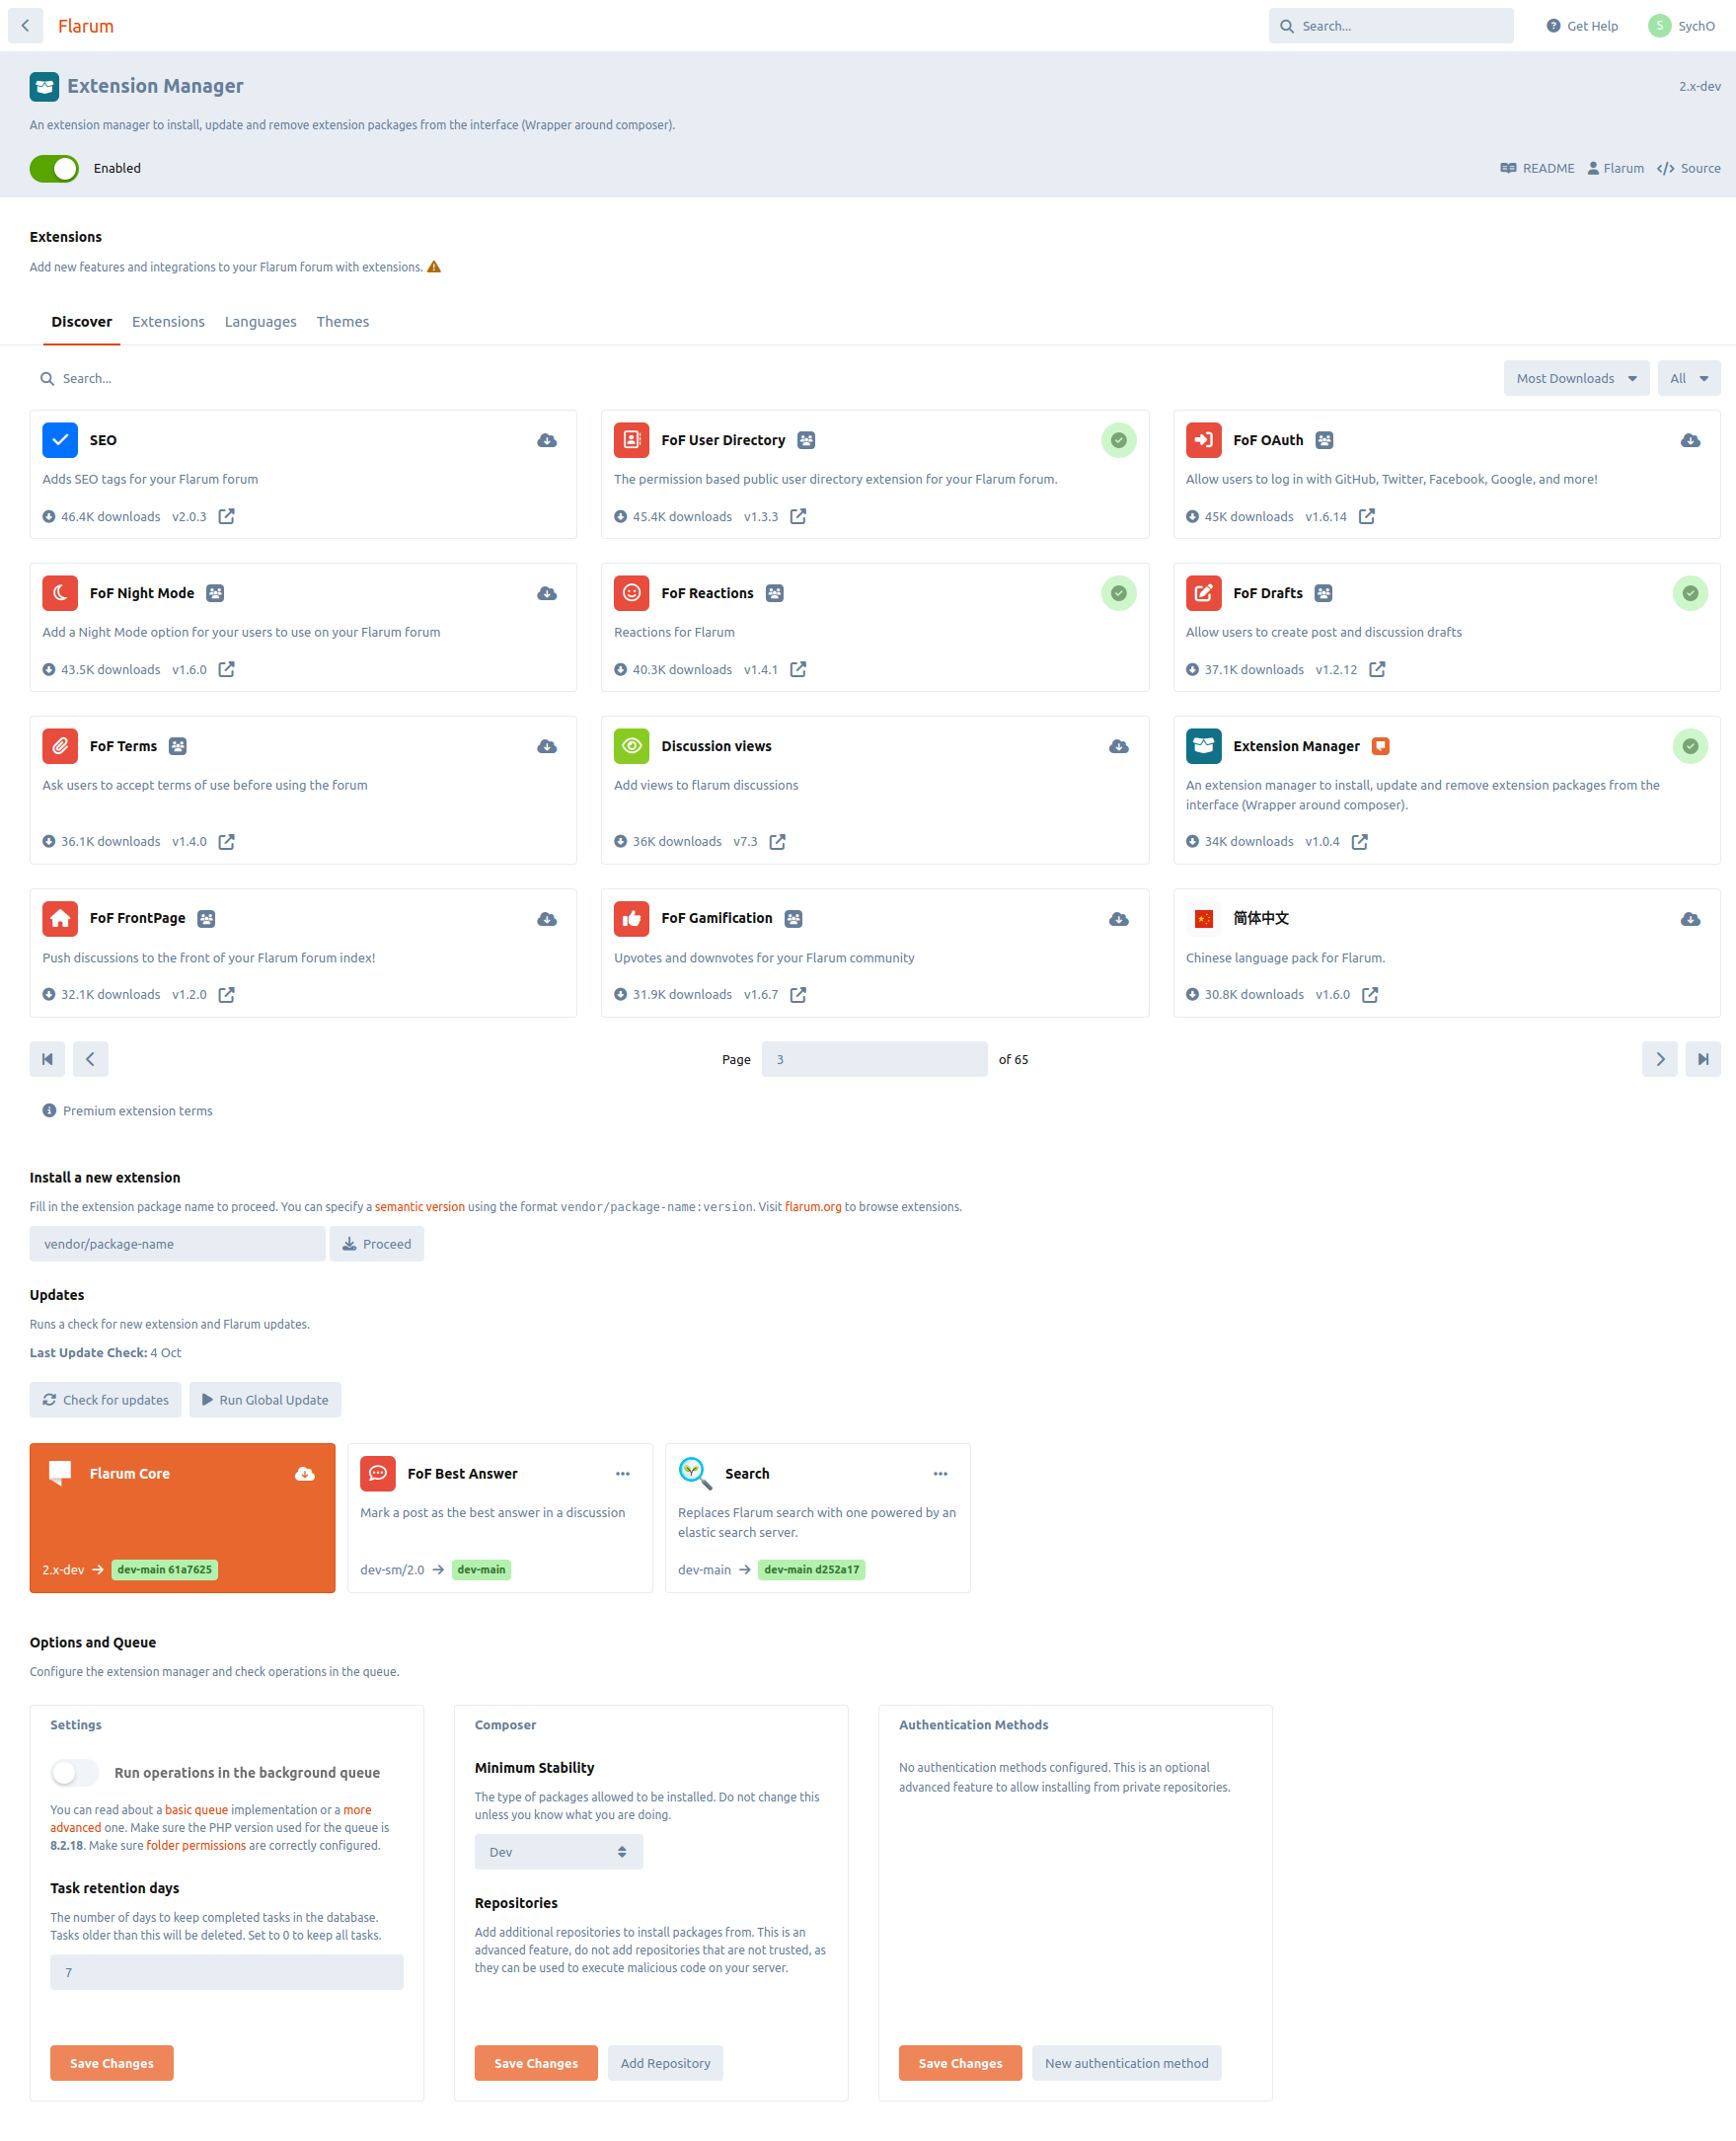 Flarum
Search...
Get Help
S
SychO
Extension Manager
2.x-dev
An extension manager to install, update and remove extension packages from the interface (Wrapper around composer).
Enabled
README
Flarum
Source
Extensions
Add new features and integrations to your Flarum forum with extensions.
Discover
Extensions
Languages
Themes
Search...
Most Downloads
All
SEO
Adds SEO tags for your Flarum forum
46.4K downloads v2.0.3
FoF User Directory
The permission based public user directory extension for your Flarum forum.
45.4K downloads v1.3.3
FoF OAuth
Allow users to log in with GitHub, Twitter, Facebook, Google, and more!
45K downloads v1.6.14
FoF Night Mode
Add a Night Mode option for your users to use on your Flarum forum
43.5K downloads v1.6.0
FoF Reactions
Reactions for Flarum
40.3K downloads v1.4.1
FoF Drafts
Allow users to create post and discussion drafts
37.1K downloads v1.2.12
FoF Terms
Ask users to accept terms of use before using the forum
36.1K downloads v1.4.0
Discussion views
Add views to flarum discussions
36K downloads v7.3
Extension Manager
An extension manager to install, update and remove extension packages from the
interface (Wrapper around composer).
34K downloads v1.0.4
FoF FrontPage
Push discussions to the front of your Flarum forum index!
32.1K downloads v1.2.0
FoF Gamification
Upvotes and downvotes for your Flarum community
31.9K downloads v1.6.7
简体中文
Chinese language pack for Flarum.
30.8K downloads v1.6.0
Page 3 of 65
Premium extension terms
Install a new extension
Fill in the extension package name to proceed. You can specify a semantic version using the format vendor/package-name:version. Visit flarum.org to browse extensions.
vendor/package-name
Proceed
Updates
Runs a check for new extension and Flarum updates.
Last Update Check: 4 Oct
Check for updates
Run Global Update
Flarum Core
2.x-dev → dev-main 61a7625
FoF Best Answer
Mark a post as the best answer in a discussion
dev-sm/2.0 → dev-main
Search
Replaces Flarum search with one powered by an
elastic search server.
dev-main → dev-main d252a17
Options and Queue
Configure the extension manager and check operations in the queue.
Settings
Run operations in the background queue
You can read about a basic queue implementation or a more
advanced one. Make sure the PHP version used for the queue is
8.2.18. Make sure folder permissions are correctly configured.
Task retention days
The number of days to keep completed tasks in the database.
Tasks older than this will be deleted. Set to 0 to keep all tasks.
7
Save Changes
Composer
Minimum Stability
The type of packages allowed to be installed. Do not change this
unless you know what you are doing.
Dev
Repositories
Add additional repositories to install packages from. This is an
advanced feature, do not add repositories that are not trusted, as
they can be used to execute malicious code on your server.
Save Changes
Add Repository
Authentication Methods
No authentication methods configured. This is an optional
advanced feature to allow installing from private repositories.
Save Changes
New authentication method